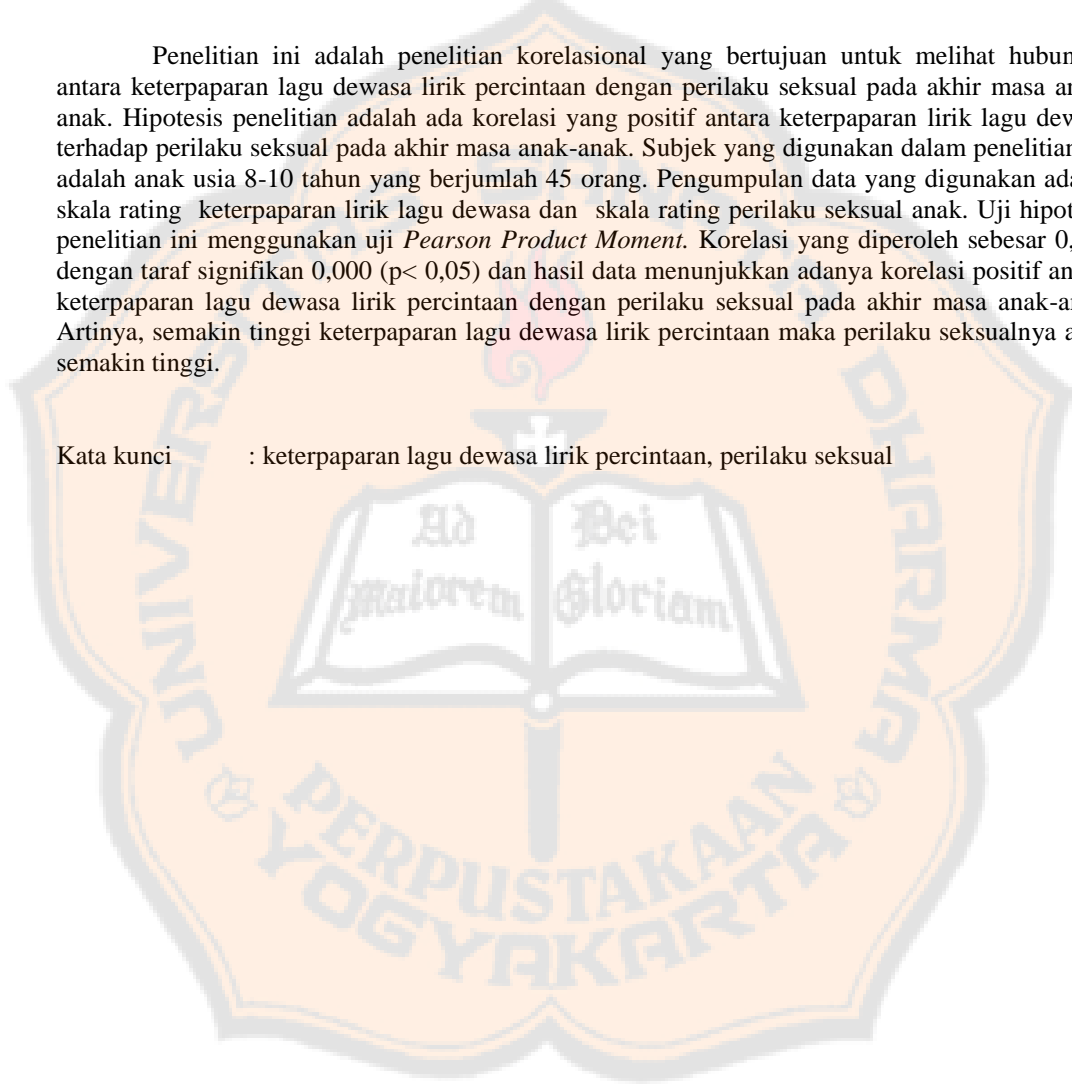 Penelitian ini adalah penelitian korelasional yang bertujuan untuk melihat
antara keterpaparan lagu dewasa lirik percintaan dengan perilaku seksual pada akhir masa
anak. Hipotesis penelitian adalah ada korelasi yang positif antara keterpaparan lirik lagu
terhadap perilaku seksual pada akhir masa anak-anak. Subjek yang digunakan dalam penelitian
adalah anak usia 8-10 tahun yang berjumlah 45 orang. Pengumpulan data yang digunakan
skala rating keterpaparan lirik lagu dewasa dan skala rating perilaku seksual anak. Uji
penelitian ini menggunakan uji Pearson Product Moment. Korelasi yang diperoleh sebesar 0,
dengan taraf signifikan 0,000 (p< 0,05) dan hasil data menunjukkan adanya korelasi positif
keterpaparan lagu dewasa lirik percintaan dengan perilaku seksual pada akhir masa
Artinya, semakin tinggi keterpaparan lagu dewasa lirik percintaan maka perilaku seksualnya
semakin tinggi.
Kata kunci : keterpaparan lagu dewasa lirik percintaan, perilaku seksual
UNIVERSITAS SANATA DHARMA
Ad Dei
Maiorem Gloriam
PERPUSTAKAAN
YOGYAKARTA